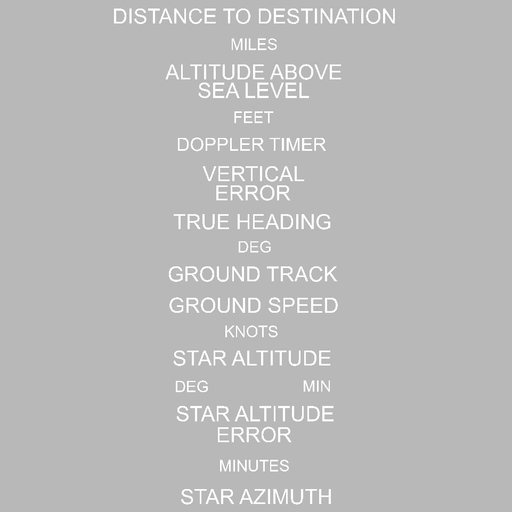 DISTANCE TO DESTINATION
MILES
ALTITUDE ABOVE
SEA LEVEL
FEET
DOPPLER TIMER
VERTICAL
ERROR
TRUE HEADING
DEG
GROUND TRACK
GROUND SPEED
KNOTS
STAR ALTITUDE
DEG MIN
STAR ALTITUDE
ERROR
MINUTES
STAR AZIMUTH